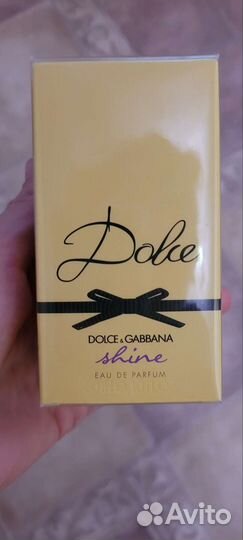 Dolce
DOLCE & GABBANA
shine
EAU DE PARFUM
Avito